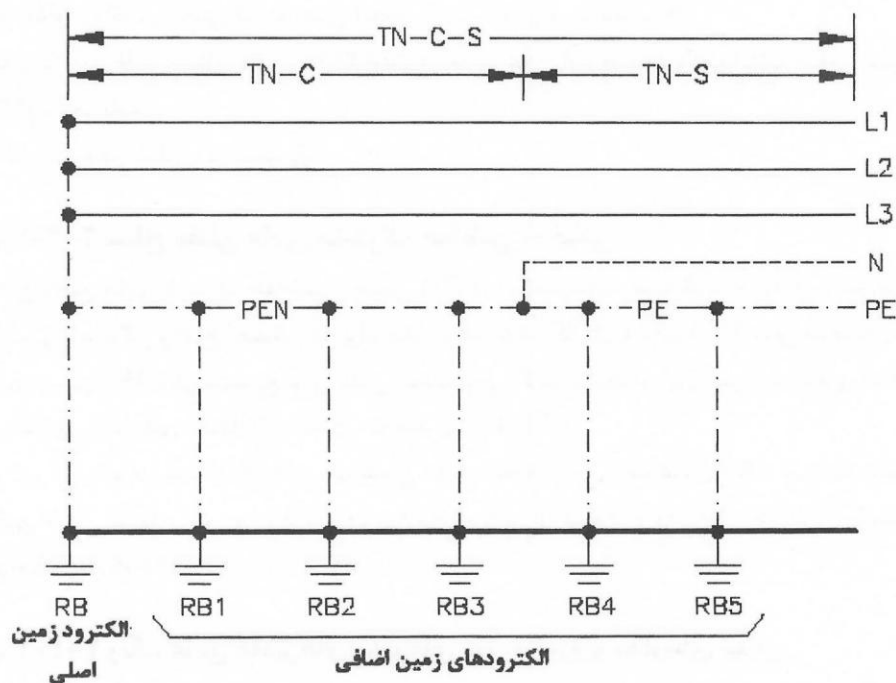 TN-C-S
TN-C TN-S
L1
L2
L3
N
PEN PE PE
RB RB1 RB2 RB3 RB4 RB5
الکترود زمین
اصلی
الکترودهای زمین اضافی